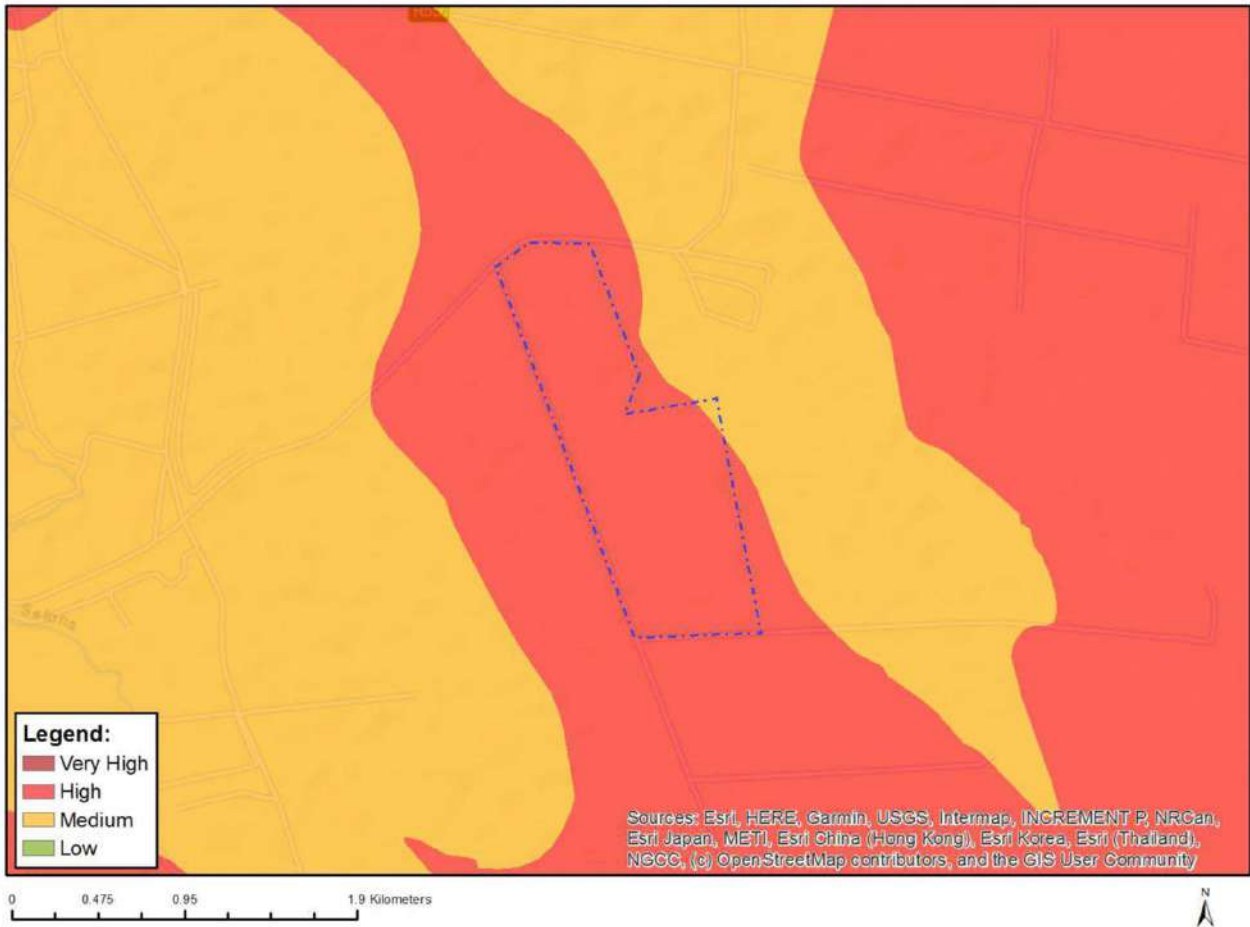 Legend:
Very High
High
Medium
Low
Sources: Esri, HERE, Garmin, USGS, Intermap, INCREMENT P, NRCan,
Esri Japan, METI, Esri China (Hong Kong), Esri Korea, Esri (Thailand),
NGCC, (c) OpenStreetMap contributors, and the GIS User Community
0 0.475 0.95 1.9 Kilometers
N